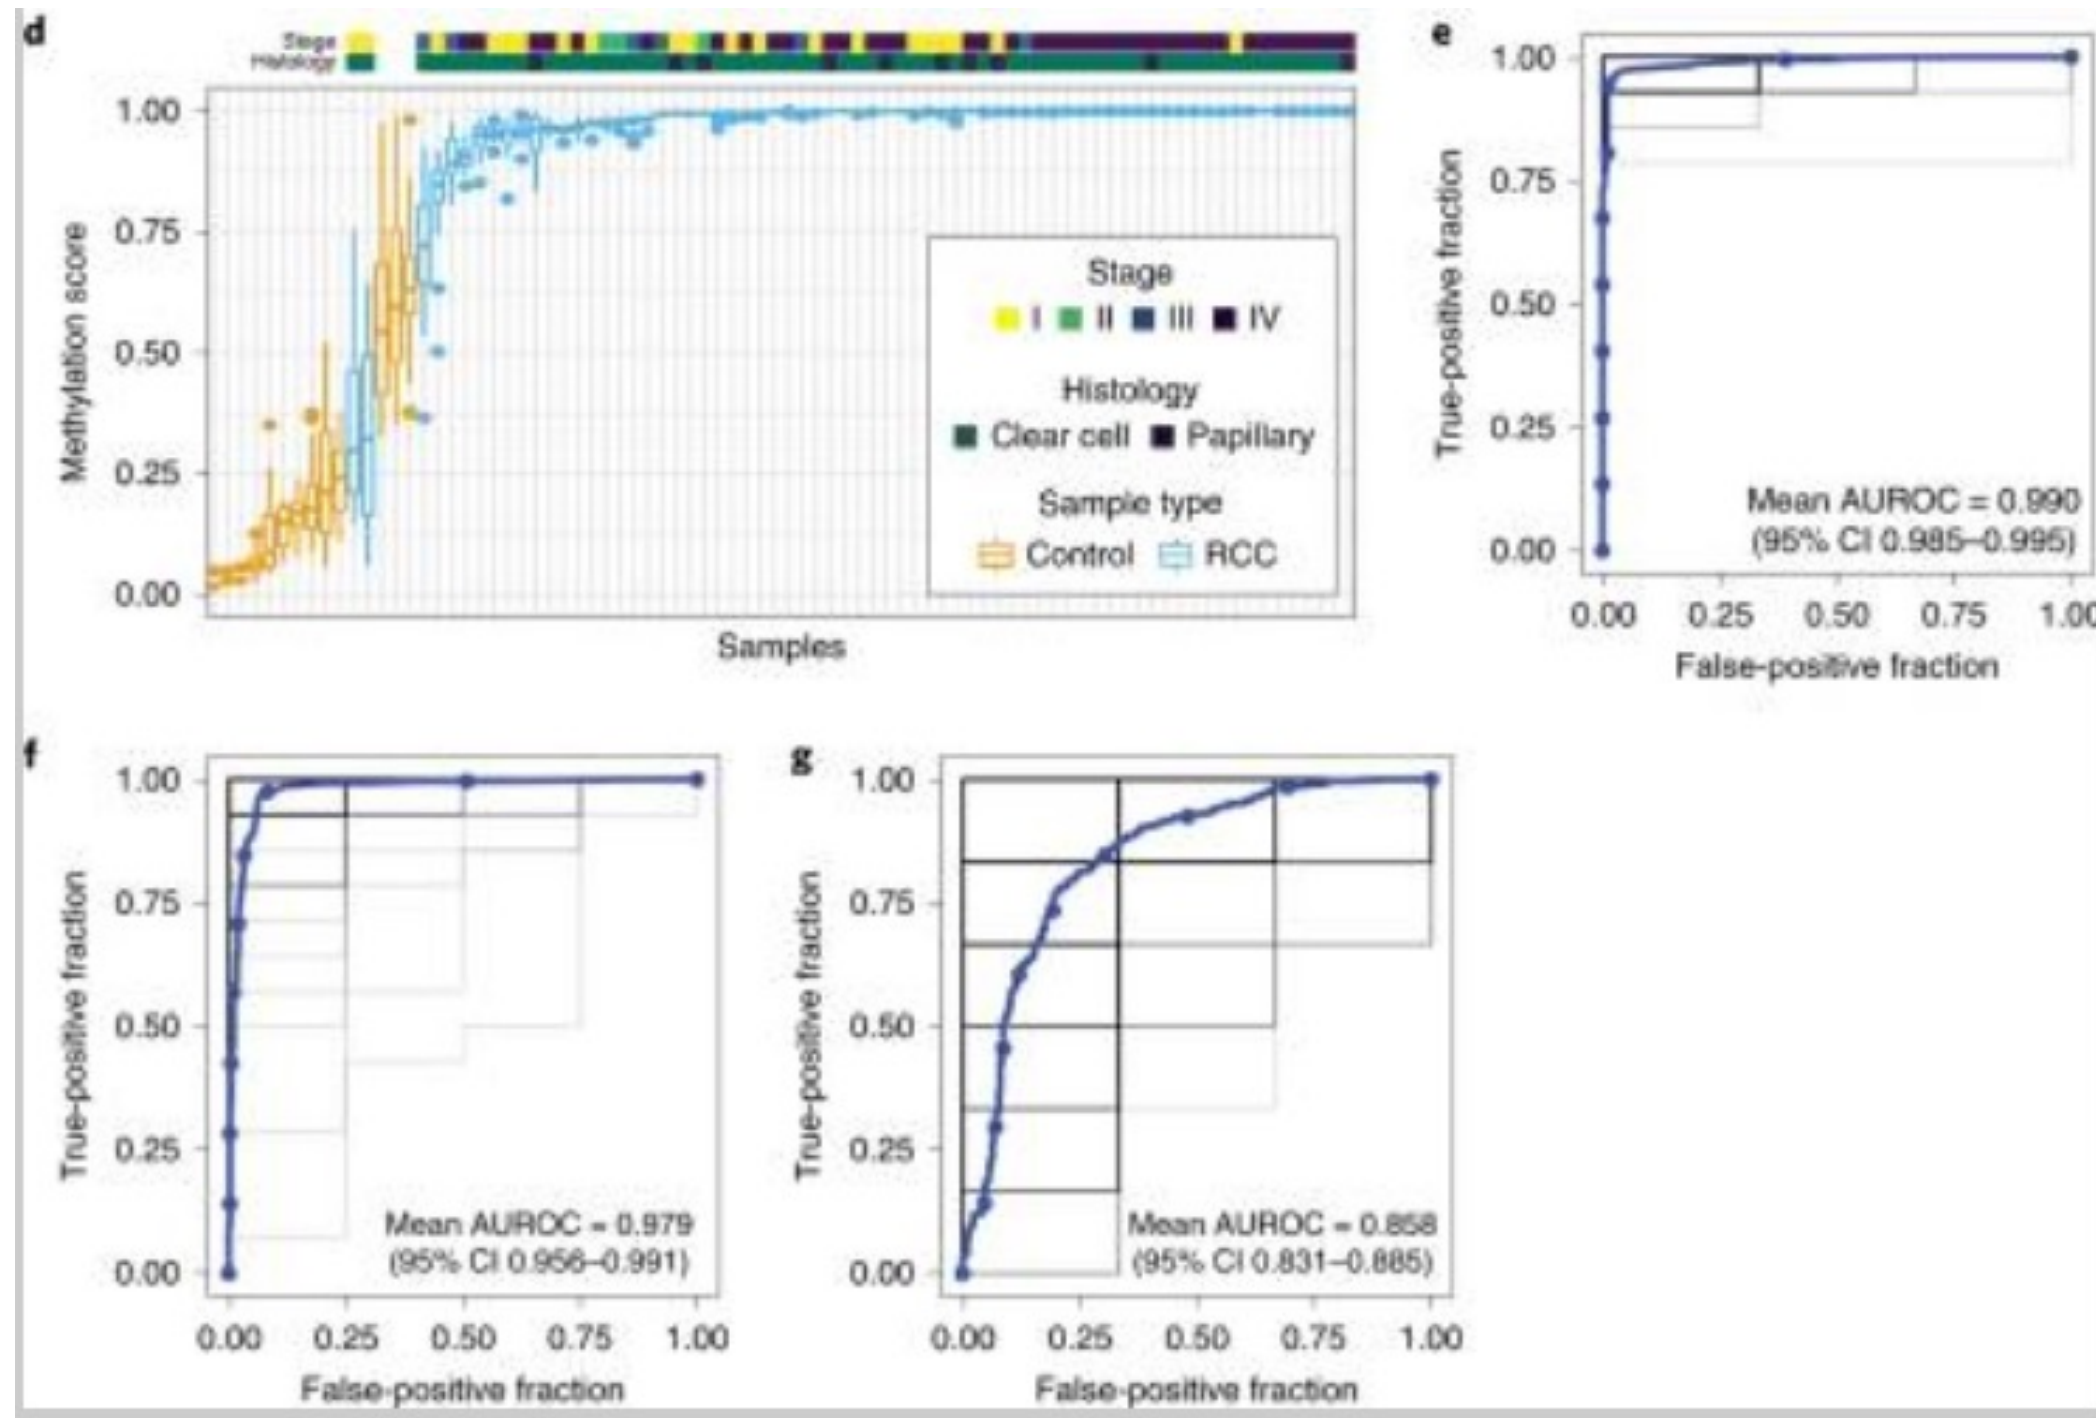 d
Stage
Histology
1.00
0.75
0.50
0.25
0.00
Methylation score
Samples
Stage
I II III IV
Histology
Clear cell Papillary
Sample type
Control RCC
e
1.00
0.75
0.50
0.25
0.00
True-positive fraction
Mean AUROC = 0.990
(95% CI 0.985–0.995)
0.00 0.25 0.50 0.75 1.00
False-positive fraction
f
1.00
0.75
0.50
0.25
0.00
True-positive fraction
Mean AUROC = 0.979
(95% CI 0.956–0.991)
0.00 0.25 0.50 0.75 1.00
False-positive fraction
g
1.00
0.75
0.50
0.25
0.00
True-positive fraction
Mean AUROC = 0.858
(95% CI 0.831–0.885)
0.00 0.25 0.50 0.75 1.00
False-positive fraction